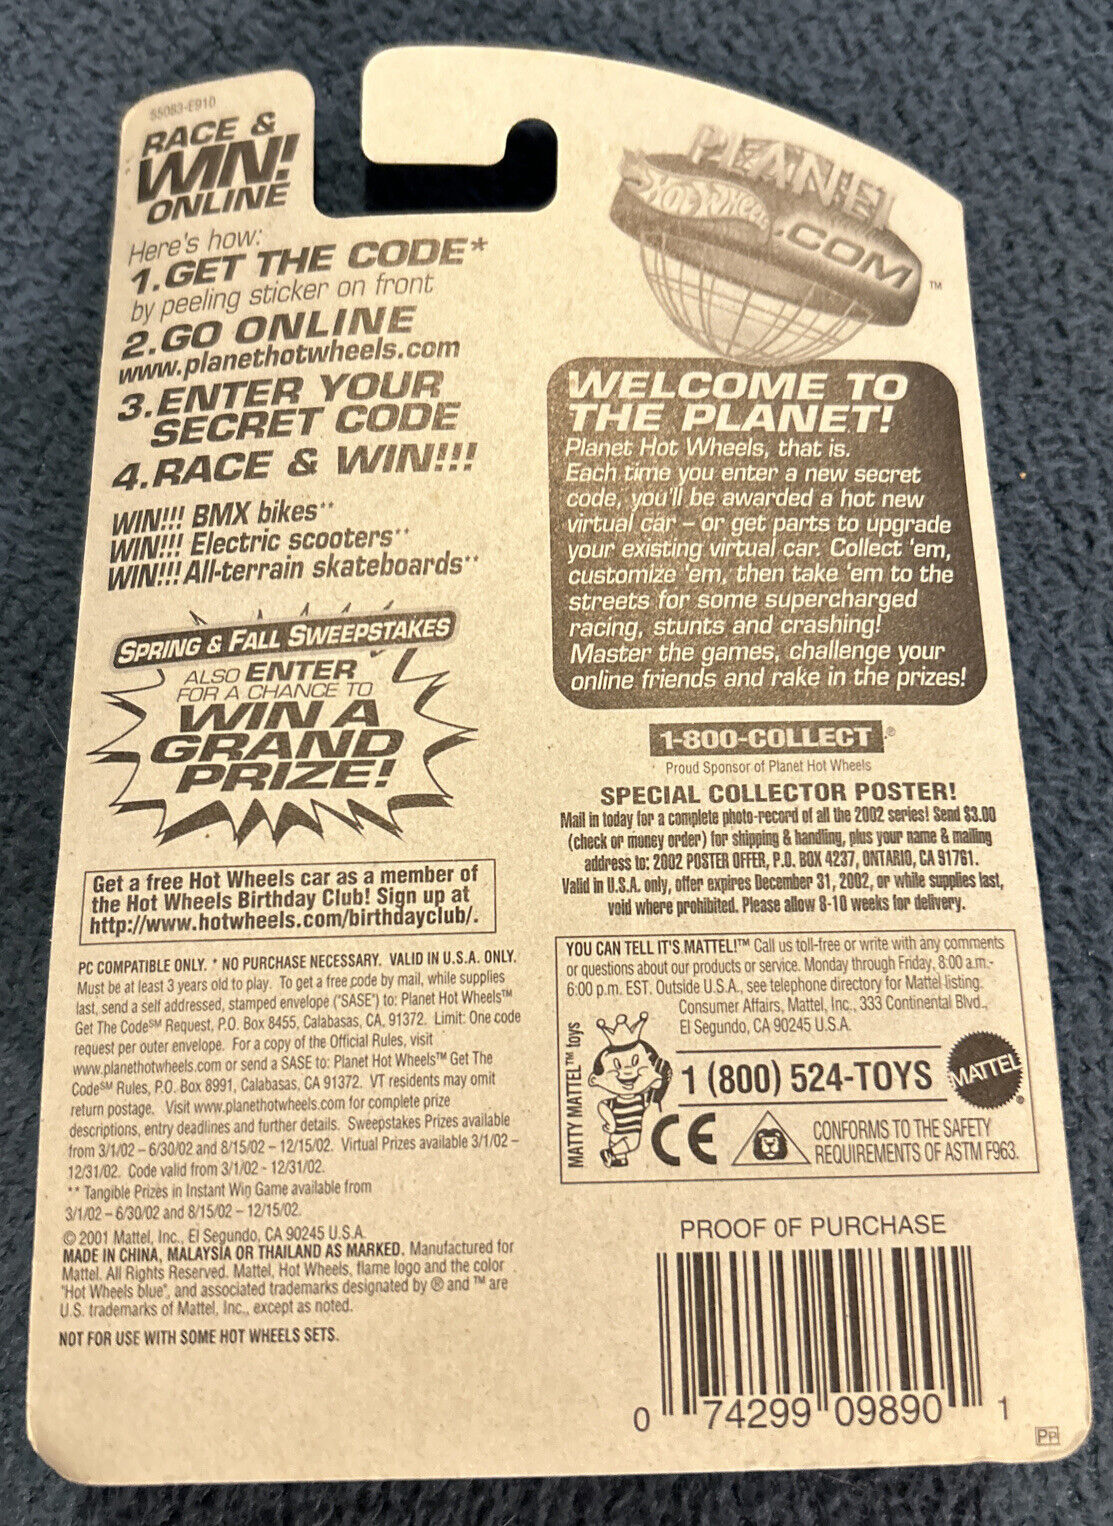 55083-E910
RACE &
WIN!
ONLINE
Here's how:
1.GET THE CODE*
by peeling sticker on front
2.GO ONLINE
www.planethotwheels.com
3.ENTER YOUR
SECRET CODE
4.RACE & WIN!!!
WIN!!! BMX bikes**
WIN!!! Electric scooters**
WIN!!! All-terrain skateboards**
SPRING & FALL SWEEPSTAKES
ALSO ENTER
FOR A CHANCE TO
WIN A
GRAND
PRIZE!
Get a free Hot Wheels car as a member of
the Hot Wheels Birthday Club! Sign up at
http://www.hotwheels.com/birthdayclub/.
PC COMPATIBLE ONLY. * NO PURCHASE NECESSARY. VALID IN U.S.A. ONLY.
Must be at least 3 years old to play. To get a free code by mail, while supplies
last, send a self addressed, stamped envelope ("SASE") to: Planet Hot Wheels™
Get The Code℠ Request, P.O. Box 8455, Calabasas, CA. 91372. Limit: One code
request per outer envelope. For a copy of the Official Rules, visit
www.planethotwheels.com or send a SASE to: Planet Hot Wheels™ Get The
Code℠ Rules, P.O. Box 8991, Calabasas, CA 91372. VT residents may omit
return postage. Visit www.planethotwheels.com for complete prize
descriptions, entry deadlines and further details. Sweepstakes Prizes available
from 3/1/02 – 6/30/02 and 8/15/02 – 12/15/02. Virtual Prizes available 3/1/02 –
12/31/02. Code valid from 3/1/02 - 12/31/02.
** Tangible Prizes in Instant Win Game available from
3/1/02 – 6/30/02 and 8/15/02 – 12/15/02.
© 2001 Mattel, Inc., El Segundo, CA 90245 U.S.A.
MADE IN CHINA, MALAYSIA OR THAILAND AS MARKED. Manufactured for
Mattel. All Rights Reserved. Mattel, Hot Wheels, flame logo and the color
"Hot Wheels blue", and associated trademarks designated by ® and ™ are
U.S. trademarks of Mattel, Inc., except as noted.
NOT FOR USE WITH SOME HOT WHEELS SETS.
PLANET
Hot Wheels
.COM ™
WELCOME TO
THE PLANET!
Planet Hot Wheels, that is.
Each time you enter a new secret
code, you'll be awarded a hot new
virtual car – or get parts to upgrade
your existing virtual car. Collect 'em,
customize 'em, then take 'em to the
streets for some supercharged
racing, stunts and crashing!
Master the games, challenge your
online friends and rake in the prizes!
1-800-COLLECT®
Proud Sponsor of Planet Hot Wheels
SPECIAL COLLECTOR POSTER!
Mail in today for a complete photo-record of all the 2002 series! Send $3.00
(check or money order) for shipping & handling, plus your name & mailing
address to: 2002 POSTER OFFER, P.O. BOX 4237, ONTARIO, CA 91761.
Valid in U.S.A. only, offer expires December 31, 2002, or while supplies last,
void where prohibited. Please allow 8-10 weeks for delivery.
YOU CAN TELL IT'S MATTEL!™ Call us toll-free or write with any comments
or questions about our products or service. Monday through Friday, 8:00 a.m.-
6:00 p.m. EST. Outside U.S.A., see telephone directory for Mattel listing.
Consumer Affairs, Mattel, Inc., 333 Continental Blvd.,
El Segundo, CA 90245 U.S.A.
MATTY MATTEL™ toys
1 (800) 524-TOYS
MATTEL®
CE
CONFORMS TO THE SAFETY
REQUIREMENTS OF ASTM F963.
PROOF OF PURCHASE
0 74299 09890 1
PP